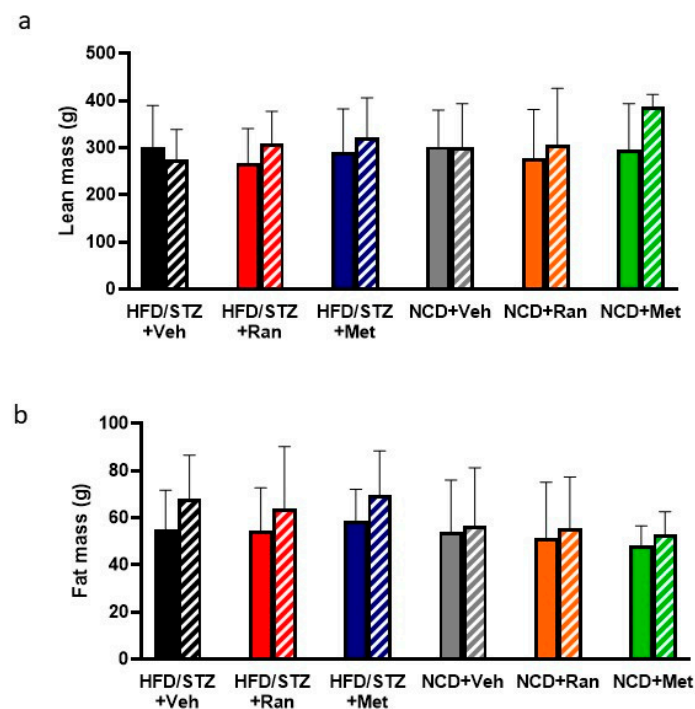 a
Lean mass (g)
500
400
300
200
100
0
HFD/STZ HFD/STZ HFD/STZ NCD+Veh NCD+Ran NCD+Met
+Veh +Ran +Met
b
Fat mass (g)
100
80
60
40
20
0
HFD/STZ HFD/STZ HFD/STZ NCD+Veh NCD+Ran NCD+Met
+Veh +Ran +Met